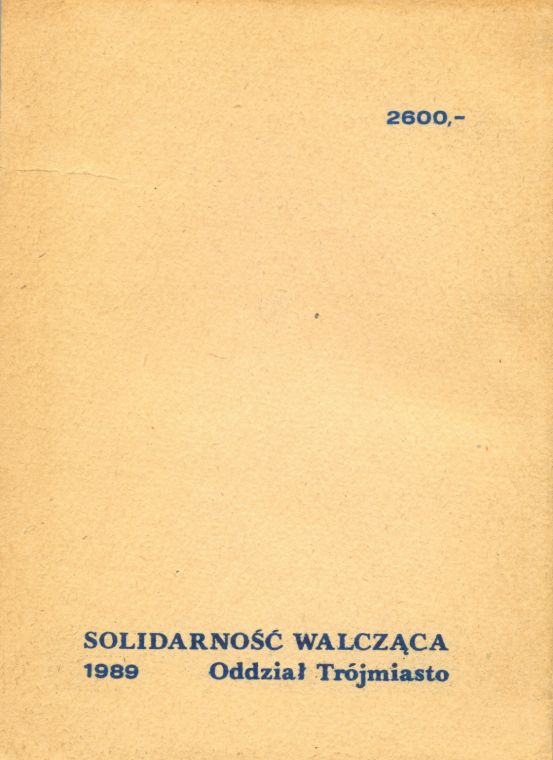 2600,-
SOLIDARNOŚĆ WALCZĄCA
1989 Oddział Trójmiasto